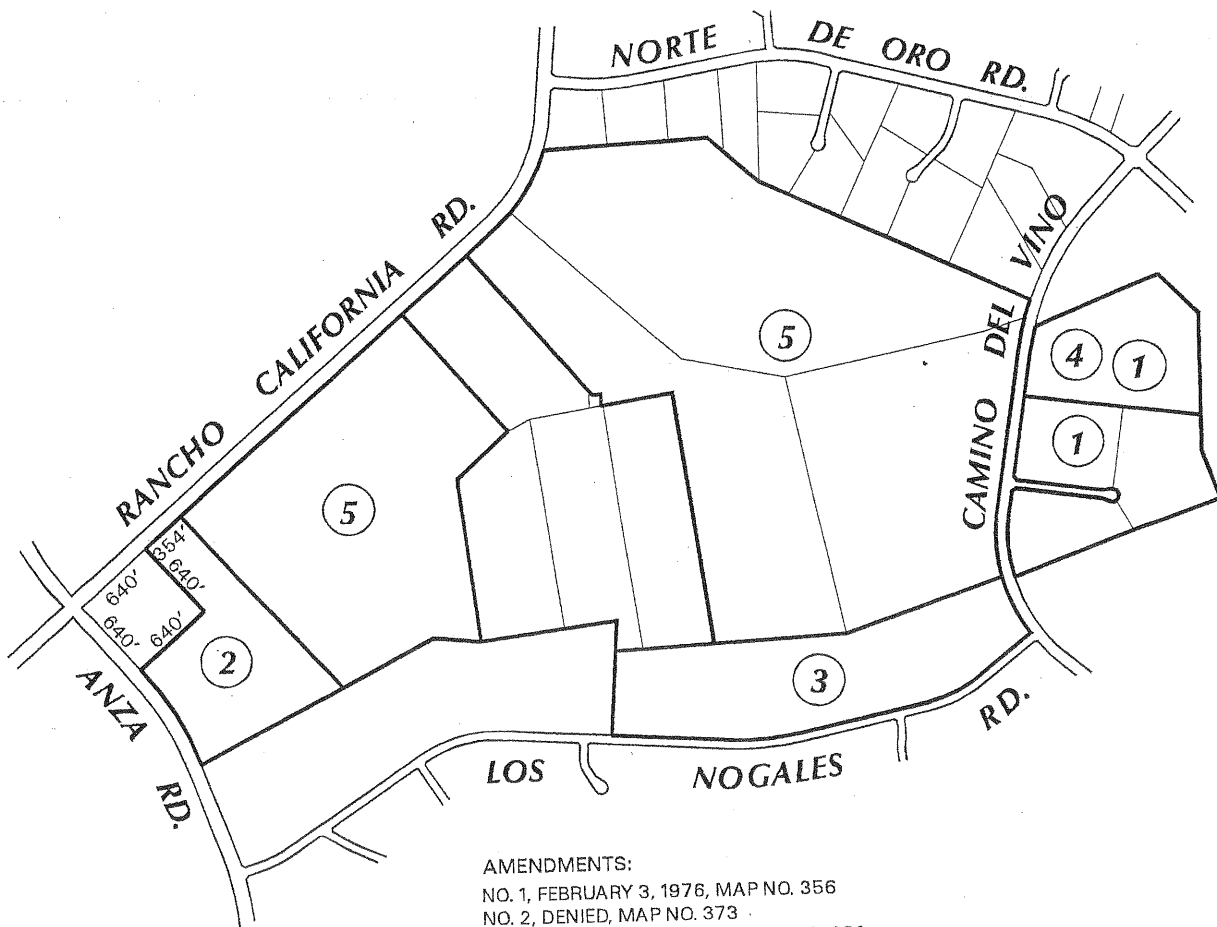 NORTE DE ORO RD.
RANCHO CALIFORNIA RD.
CAMINO DEL VINO
5
4
1
1
5
354'
640'
640'
640'
640'
2
3
ANZA RD.
LOS NOGALES RD.
AMENDMENTS:
NO. 1, FEBRUARY 3, 1976, MAP NO. 356
NO. 2, DENIED, MAP NO. 373